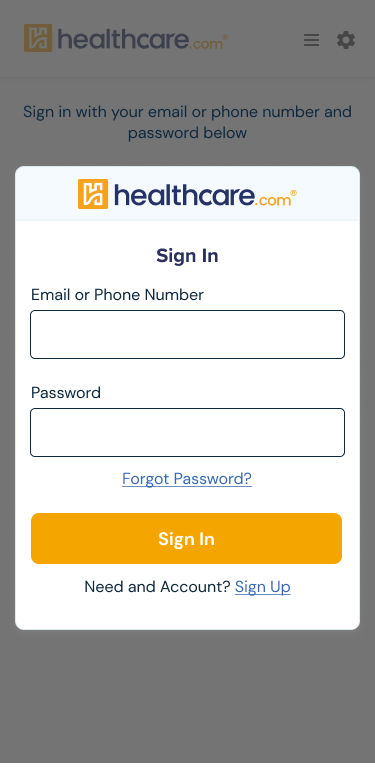 healthcare.com®
Sign in with your email or phone number and
password below
healthcare.com®
Sign In
Email or Phone Number
Password
Forgot Password?
Sign In
Need and Account? Sign Up